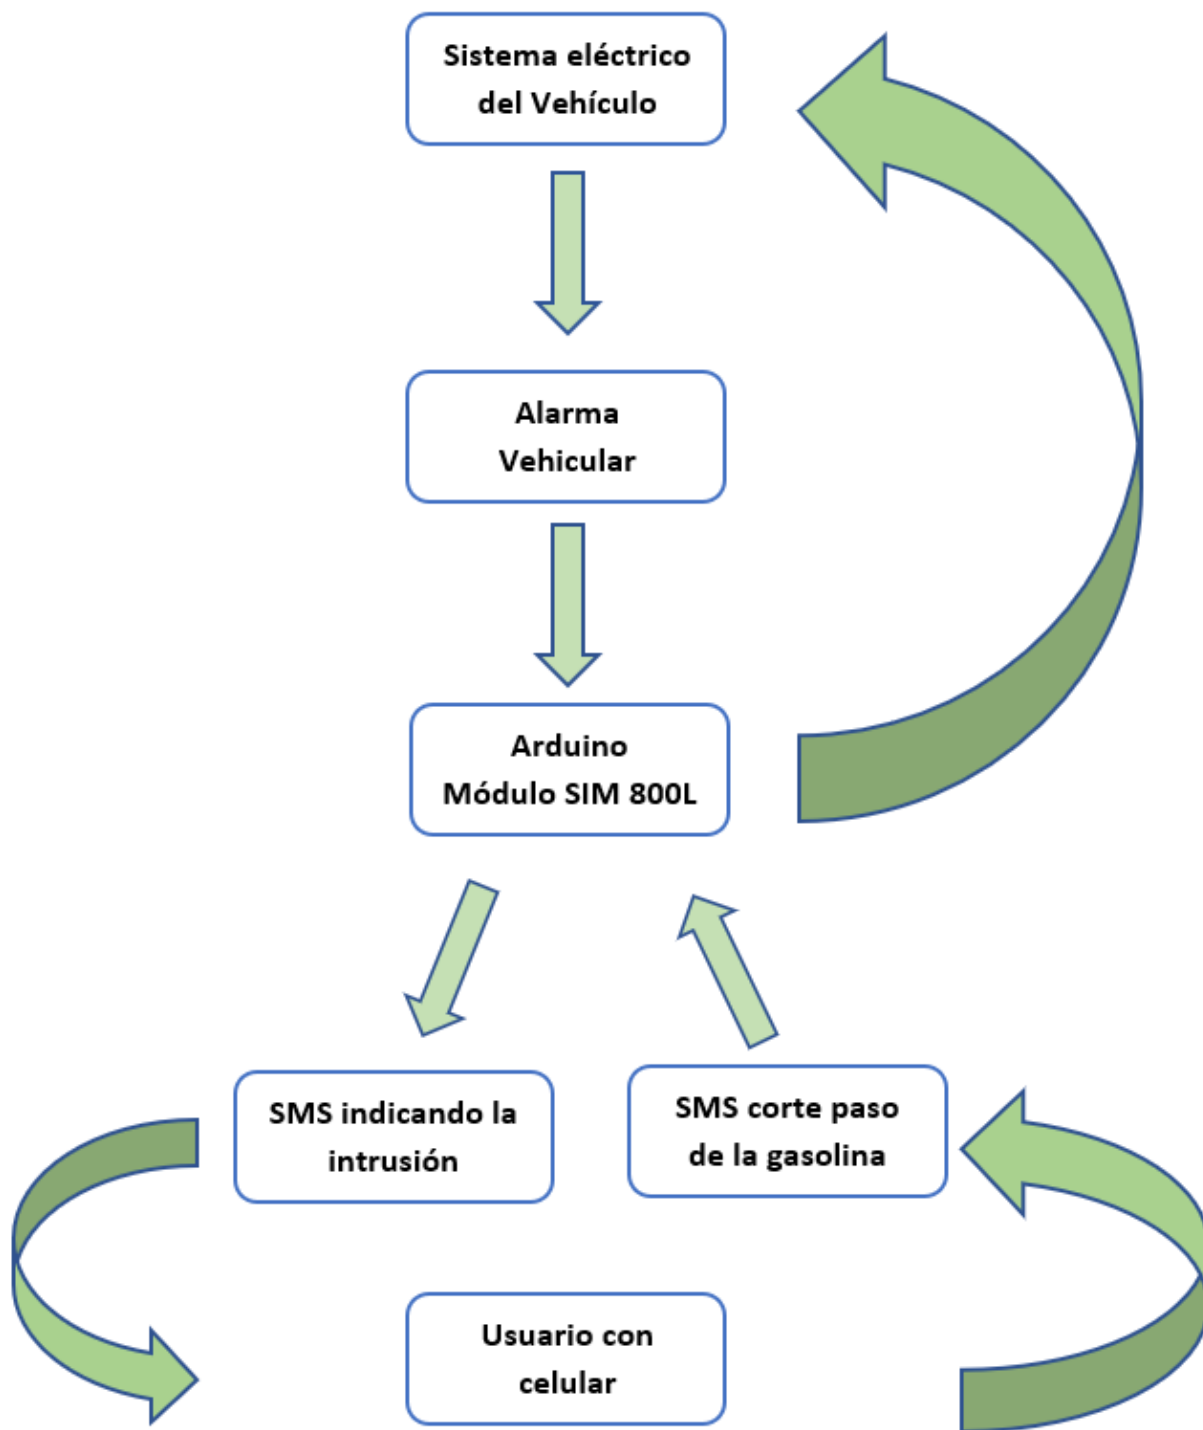 Sistema eléctrico
del Vehículo
Alarma
Vehicular
Arduino
Módulo SIM 800L
SMS indicando la
intrusión
SMS corte paso
de la gasolina
Usuario con
celular